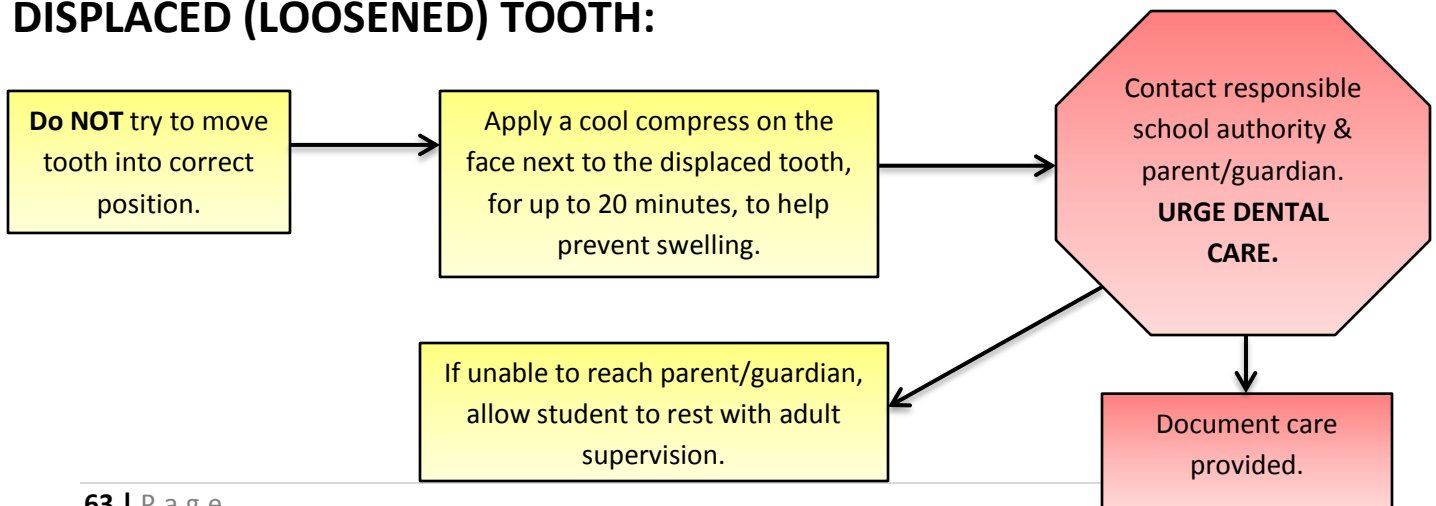 DISPLACED (LOOSENED) TOOTH:
Do NOT try to move
tooth into correct
position.
Apply a cool compress on the
face next to the displaced tooth,
for up to 20 minutes, to help
prevent swelling.
Contact responsible
school authority &
parent/guardian.
URGE DENTAL
CARE.
If unable to reach parent/guardian,
allow student to rest with adult
supervision.
Document care
provided.
63 | P a g e